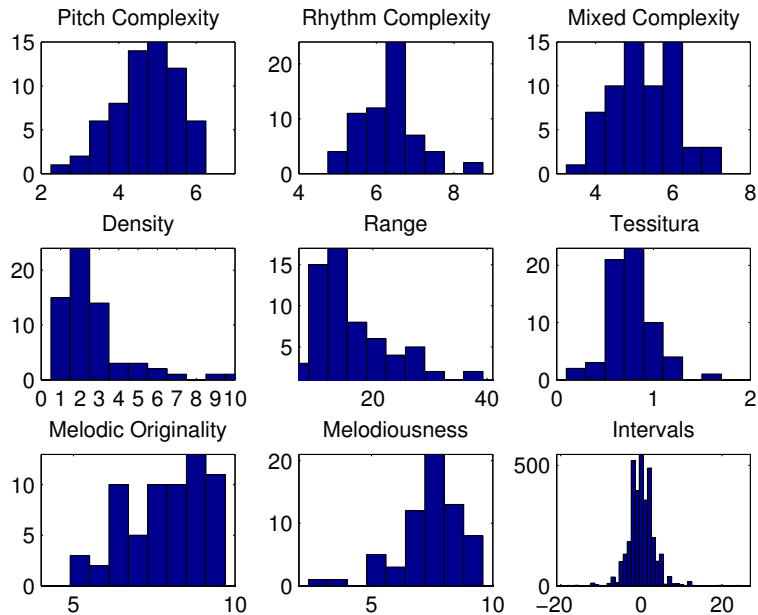 Pitch Complexity
Rhythm Complexity
Mixed Complexity
15
10
5
0
2 4 6
20
10
0
4 6 8
15
10
5
0
4 6 8
Density
Range
Tessitura
20
10
0
0 1 2 3 4 5 6 7 8 9 10
15
10
5
20 40
20
10
0
0 1 2
Melodic Originality
Melodiousness
Intervals
10
5
0
5 10
20
10
0
5 10
500
0
−20 0 20